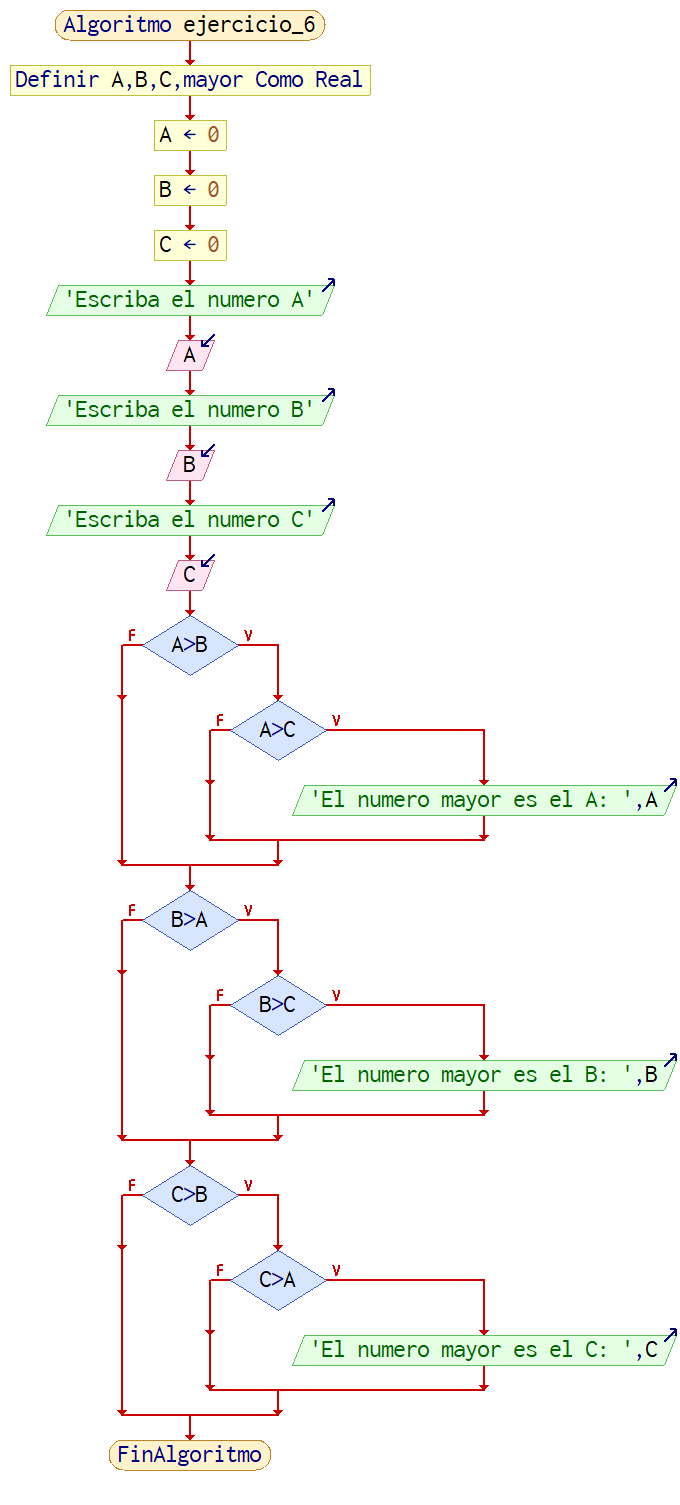 Algoritmo ejercicio_6
Definir A,B,C,mayor Como Real
A ← 0
B ← 0
C ← 0
'Escriba el numero A'
A
'Escriba el numero B'
B
'Escriba el numero C'
C
F A>B V
F A>C V
'El numero mayor es el A: ',A
F B>A V
F B>C V
'El numero mayor es el B: ',B
F C>B V
F C>A V
'El numero mayor es el C: ',C
FinAlgoritmo